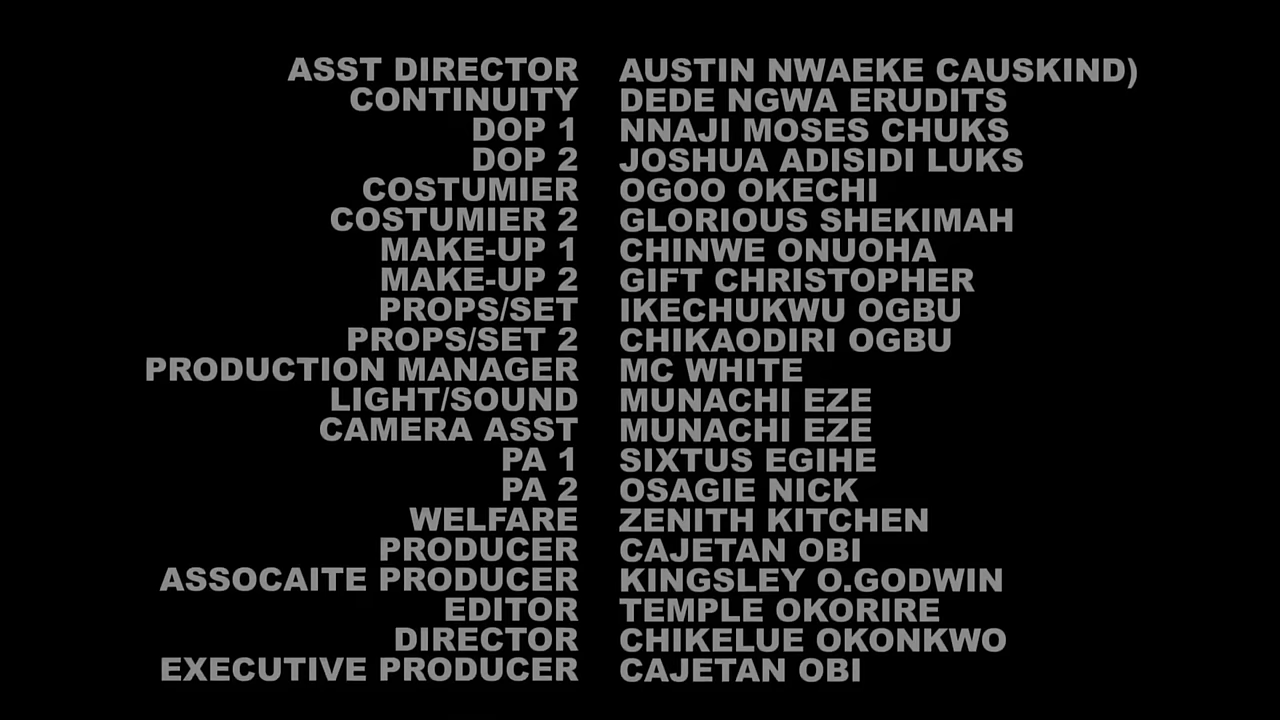 ASST DIRECTOR AUSTIN NWAEKE CAUSKIND)
CONTINUITY DEDE NGWA ERUDITS
DOP 1 NNAJI MOSES CHUKS
DOP 2 JOSHUA ADISIDI LUKS
COSTUMIER OGOO OKECHI
COSTUMIER 2 GLORIOUS SHEKIMAH
MAKE-UP 1 CHINWE ONUOHA
MAKE-UP 2 GIFT CHRISTOPHER
PROPS/SET IKECHUKWU OGBU
PROPS/SET 2 CHIKAODIRI OGBU
PRODUCTION MANAGER MC WHITE
LIGHT/SOUND MUNACHI EZE
CAMERA ASST MUNACHI EZE
PA 1 SIXTUS EGIHE
PA 2 OSAGIE NICK
WELFARE ZENITH KITCHEN
PRODUCER CAJETAN OBI
ASSOCAITE PRODUCER KINGSLEY O.GODWIN
EDITOR TEMPLE OKORIRE
DIRECTOR CHIKELUE OKONKWO
EXECUTIVE PRODUCER CAJETAN OBI